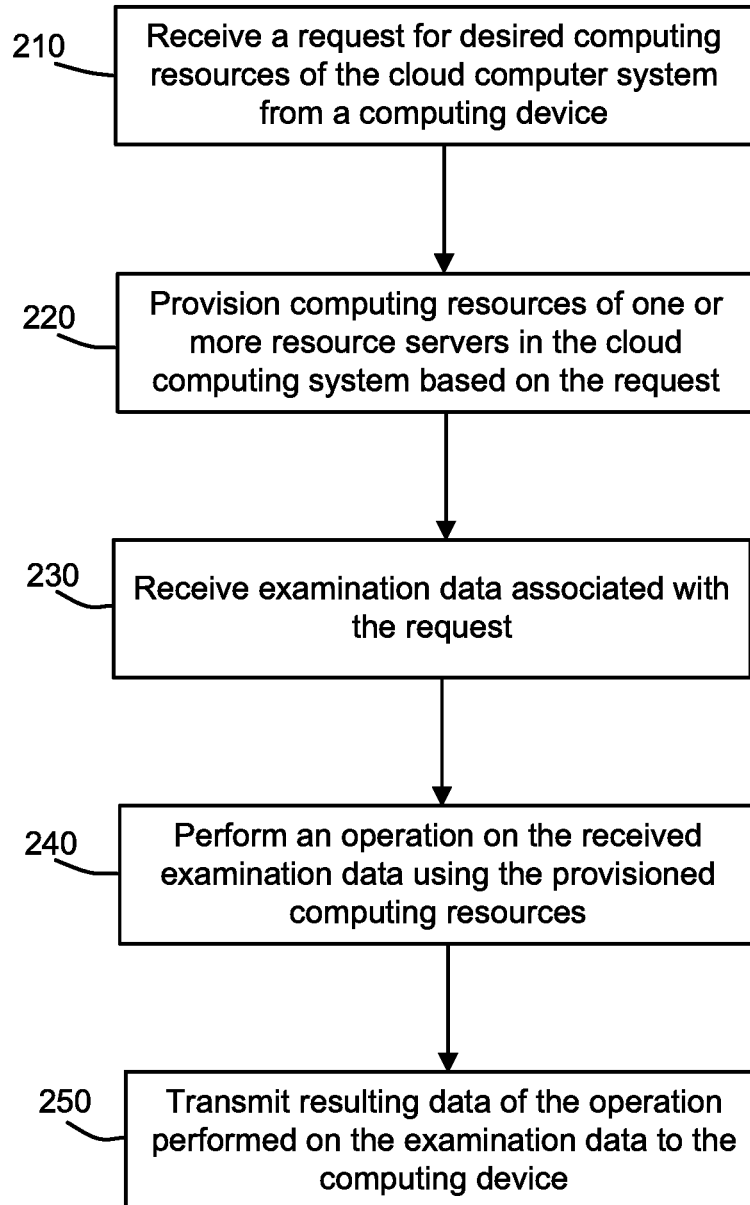 210
Receive a request for desired computing
resources of the cloud computer system
from a computing device
220
Provision computing resources of one or
more resource servers in the cloud
computing system based on the request
230
Receive examination data associated with
the request
240
Perform an operation on the received
examination data using the provisioned
computing resources
250
Transmit resulting data of the operation
performed on the examination data to the
computing device